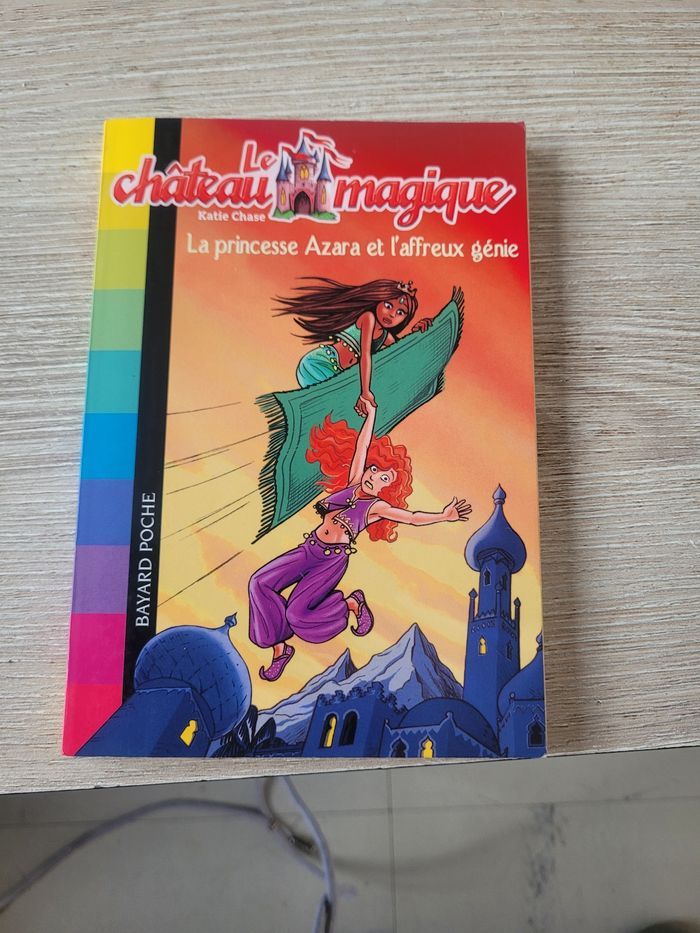 Le
château magique
Katie Chase
La princesse Azara et l'affreux génie
BAYARD POCHE